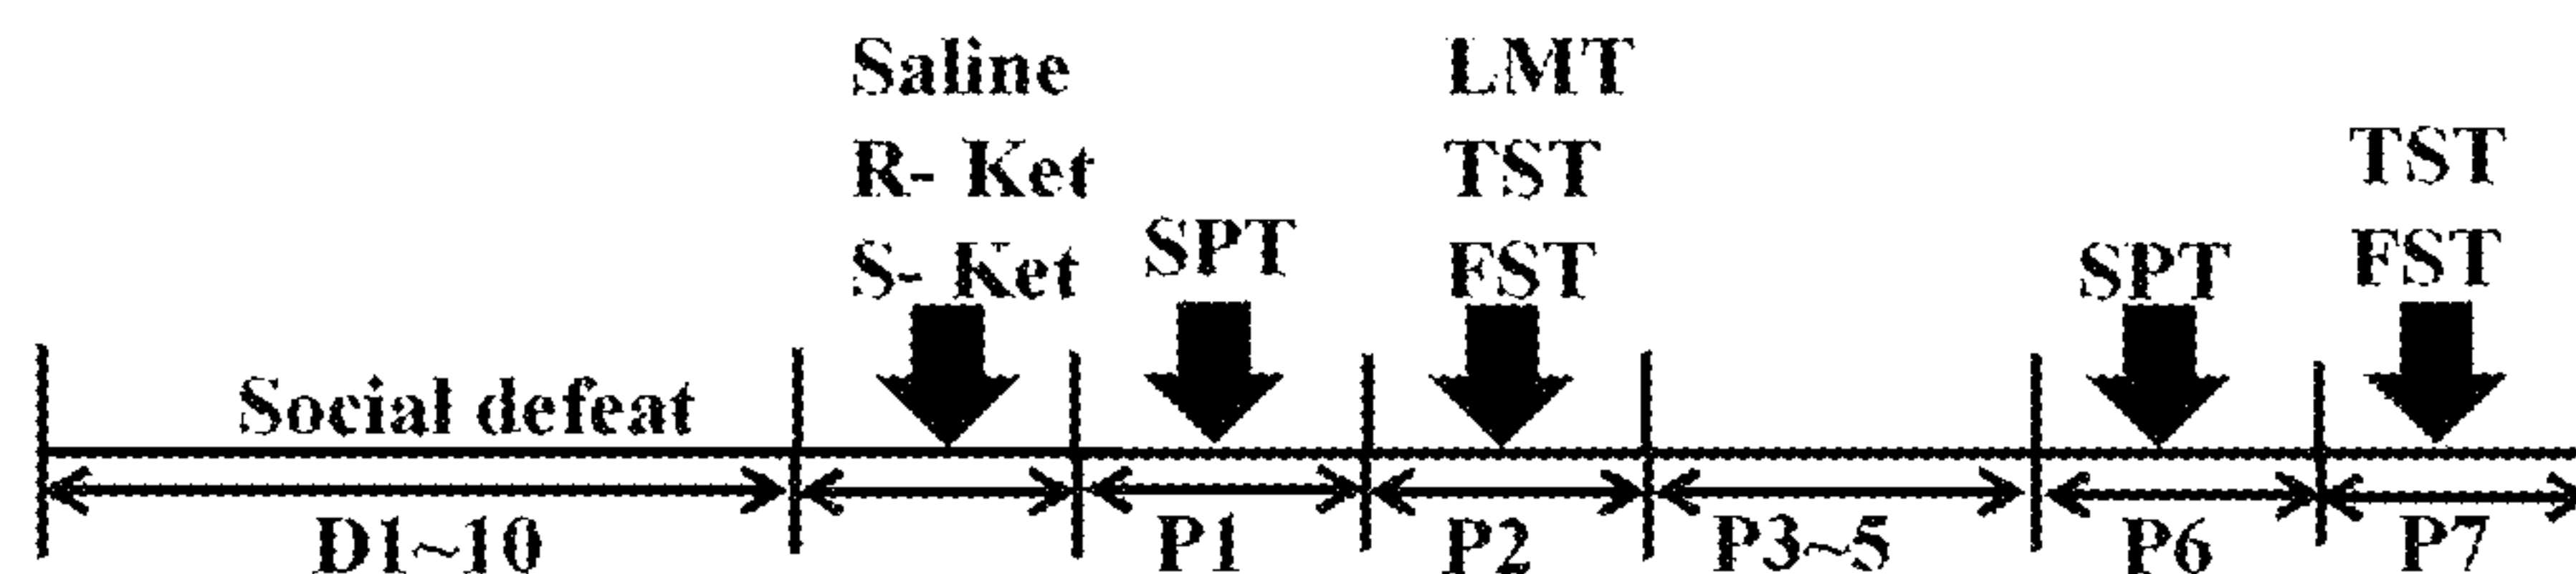 Saline
R- Ket
S- Ket
SPT
LMT
TST
FST
SPT
TST
FST
Social defeat
D1~10
P1
P2
P3~5
P6
P7